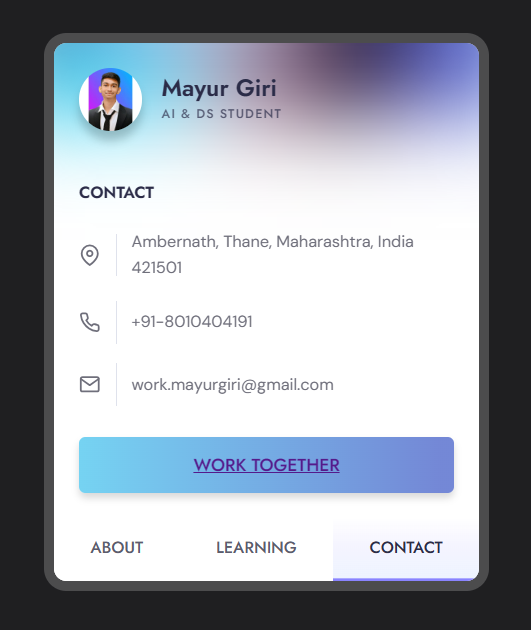 Mayur Giri
AI & DS STUDENT
CONTACT
Ambernath, Thane, Maharashtra, India
421501
+91-8010404191
work.mayurgiri@gmail.com
WORK TOGETHER
ABOUT
LEARNING
CONTACT